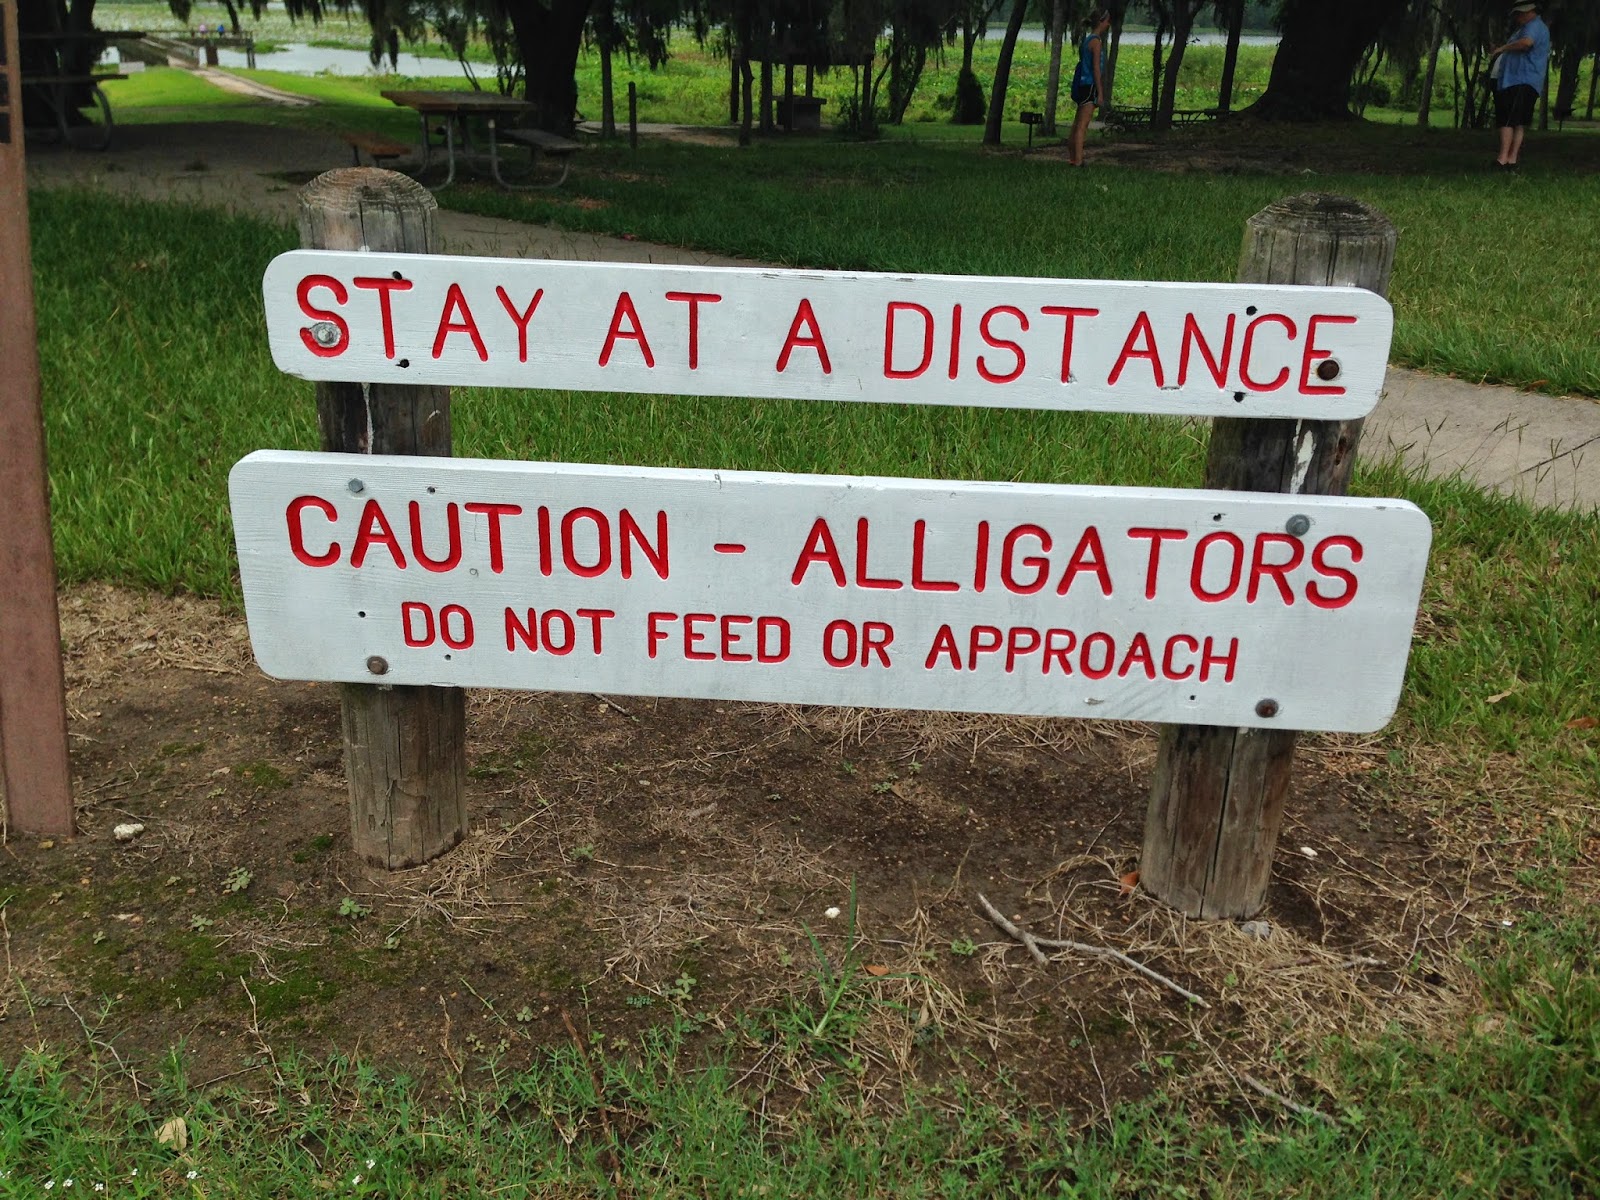 STAY AT A DISTANCE
CAUTION - ALLIGATORS
DO NOT FEED OR APPROACH